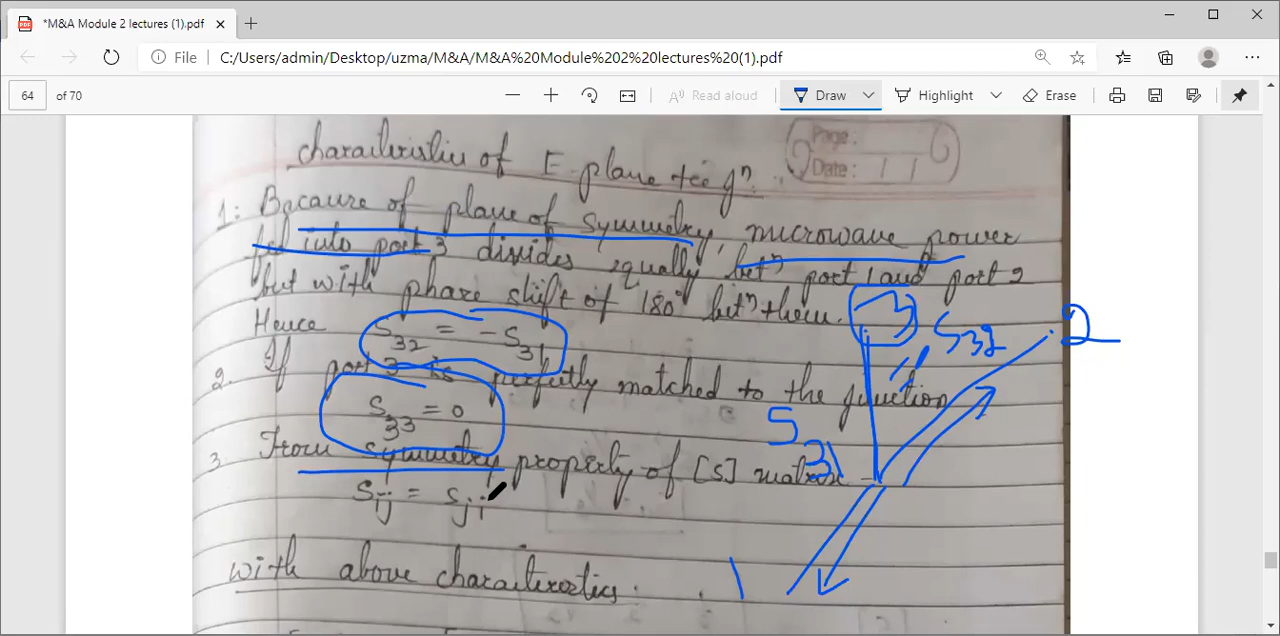 *M&A Module 2 lectures (1).pdf
File C:/Users/admin/Desktop/uzma/M&A/M&A%20Module%202%20lectures%20(1).pdf
64 of 70 Read aloud Draw Highlight Erase
Page:
Date:
characteristics of E plane tee jn.
1: Because of plane of symmetry, microwave power
fed into port 3 divides equally betn port 1 and port 2
but with phase shift of 180° betn them.
Hence S32 = -S31
2. If port 3 is perfectly matched to the junction
S33 = 0
3. From symmetry property of [S] matrix -
Sij = Sji
with above characteristics.
3
S32
2
S31
1